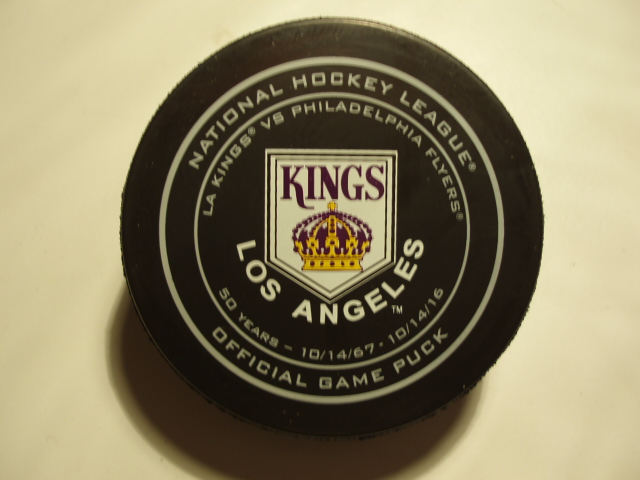 NATIONAL HOCKEY LEAGUE®
LA KINGS® VS PHILADELPHIA FLYERS®
KINGS
LOS ANGELES™
50 YEARS - 10/14/67 - 10/14/16
OFFICIAL GAME PUCK